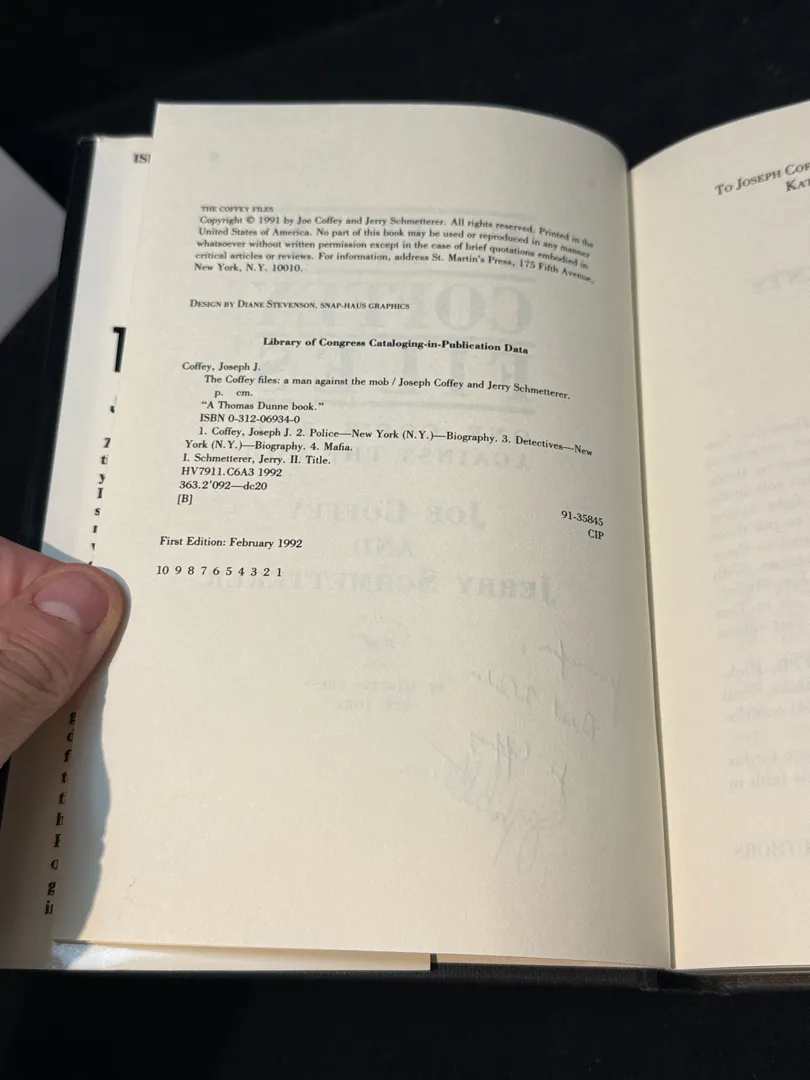 THE COFFEY FILES
Copyright © 1991 by Joe Coffey and Jerry Schmetterer. All rights reserved. Printed in the
United States of America. No part of this book may be used or reproduced in any manner
whatsoever without written permission except in the case of brief quotations embodied in
critical articles or reviews. For information, address St. Martin's Press, 175 Fifth Avenue,
New York, N.Y. 10010.
DESIGN BY DIANE STEVENSON, SNAP-HAUS GRAPHICS
Library of Congress Cataloging-in-Publication Data
Coffey, Joseph J.
The Coffey files: a man against the mob / Joseph Coffey and Jerry Schmetterer.
p. cm.
"A Thomas Dunne book."
ISBN 0-312-06934-0
1. Coffey, Joseph J. 2. Police—New York (N.Y.)—Biography. 3. Detectives—New
York (N.Y.)—Biography. 4. Mafia.
I. Schmetterer, Jerry. II. Title.
HV7911.C6A3 1992
363.2'092—dc20
[B]
91-35845
CIP
First Edition: February 1992
10 9 8 7 6 5 4 3 2 1
TO JOSEPH